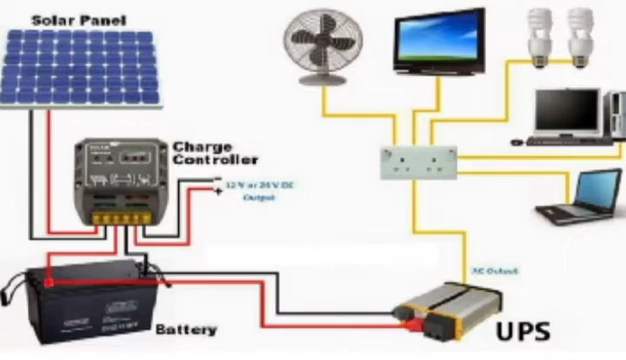 Solar Panel
Charge
Controller
12 V or 24 V DC
Output
AC Output
Battery
UPS